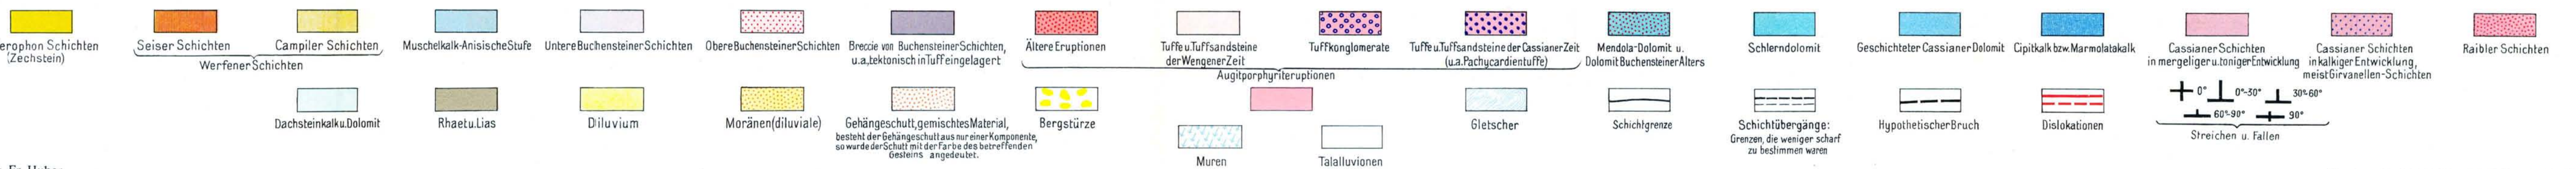 erophon Schichten
(Zechstein)
Seiser Schichten
Campiler Schichten
Werfener Schichten
Muschelkalk-Anisische Stufe
Untere Buchensteiner Schichten
Obere Buchensteiner Schichten
Breccie von Buchensteiner Schichten,
u.a. tektonisch in Tuff eingelagert
Ältere Eruptionen
Tuffe u. Tuffsandsteine
der Wengener Zeit
Tuffkonglomerate
Tuffe u. Tuffsandsteine der Cassianer Zeit
(u.a. Pachycardientuffe)
Augitporphyriteruptionen
Mendola-Dolomit u.
Dolomit Buchensteiner Alters
Schlerndolomit
Geschichteter Cassianer Dolomit
Cipitkalk bzw. Marmolatakalk
Cassianer Schichten
in mergeliger u. toniger Entwicklung
Cassianer Schichten
in kalkiger Entwicklung,
meist Girvanellen-Schichten
Raibler Schichten
Dachsteinkalk u. Dolomit
Rhaet u. Lias
Diluvium
Moränen (diluviale)
Gehängeschutt, gemischtes Material,
besteht der Gehängeschutt aus nur einer Komponente,
so wurde der Schutt mit der Farbe des betreffenden
Gesteins angedeutet.
Bergstürze
Muren
Talalluvionen
Gletscher
Schichtgrenze
Schichtübergänge:
Grenzen, die weniger scharf
zu bestimmen waren
Hypothetischer Bruch
Dislokationen
0° 0°-30° 30°-60°
60°-90° 90°
Streichen u. Fallen